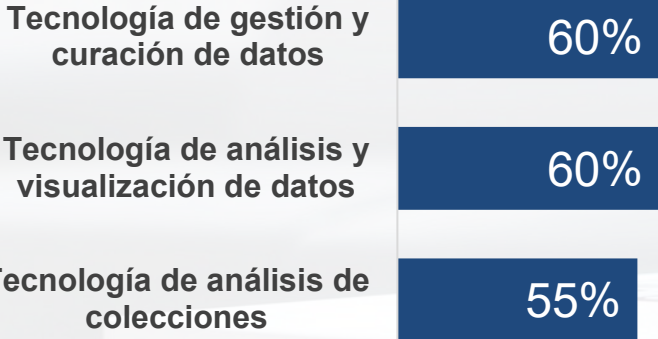 Tecnología de gestión y
curación de datos
60%
Tecnología de análisis y
visualización de datos
60%
Tecnología de análisis de
colecciones
55%